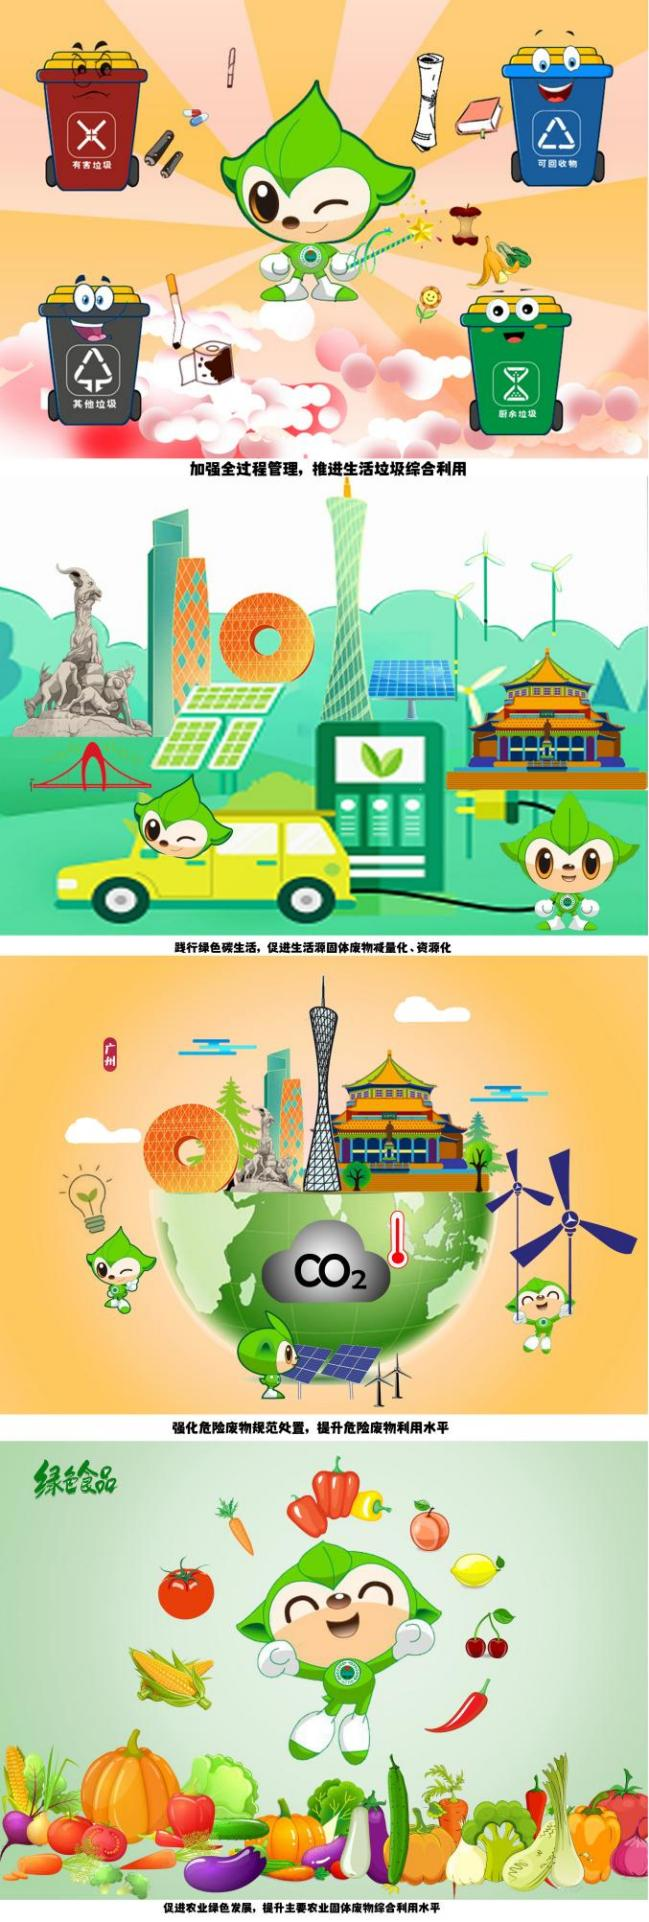 有害垃圾
可回收物
其他垃圾
厨余垃圾
加强全过程管理，推进生活垃圾综合利用
践行绿色碳生活，促进生活源固体废物减量化、资源化
广州
CO2
强化危险废物规范处置，提升危险废物利用水平
绿色食品
促进农业绿色发展，提升主要农业固体废物综合利用水平